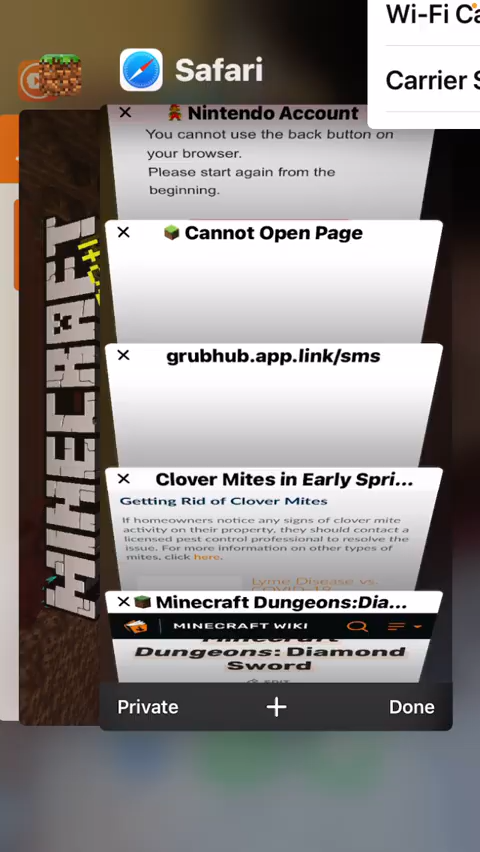 Wi-Fi Ca
Carrier S
Safari
Nintendo Account
You cannot use the back button on
your browser.
Please start again from the
beginning.
Cannot Open Page
grubhub.app.link/sms
Clover Mites in Early Spri...
Getting Rid of Clover Mites
If homeowners notice any signs of clover mite
activity on their property, they should contact a
licensed pest control professional to resolve the
issue. For more information on other types of
mites, click here.
Lyme Disease vs.
COVID-19
Minecraft Dungeons:Dia...
MINECRAFT WIKI
Minecraft
Dungeons: Diamond
Sword
EDIT
MINECRAFT
Private
Done